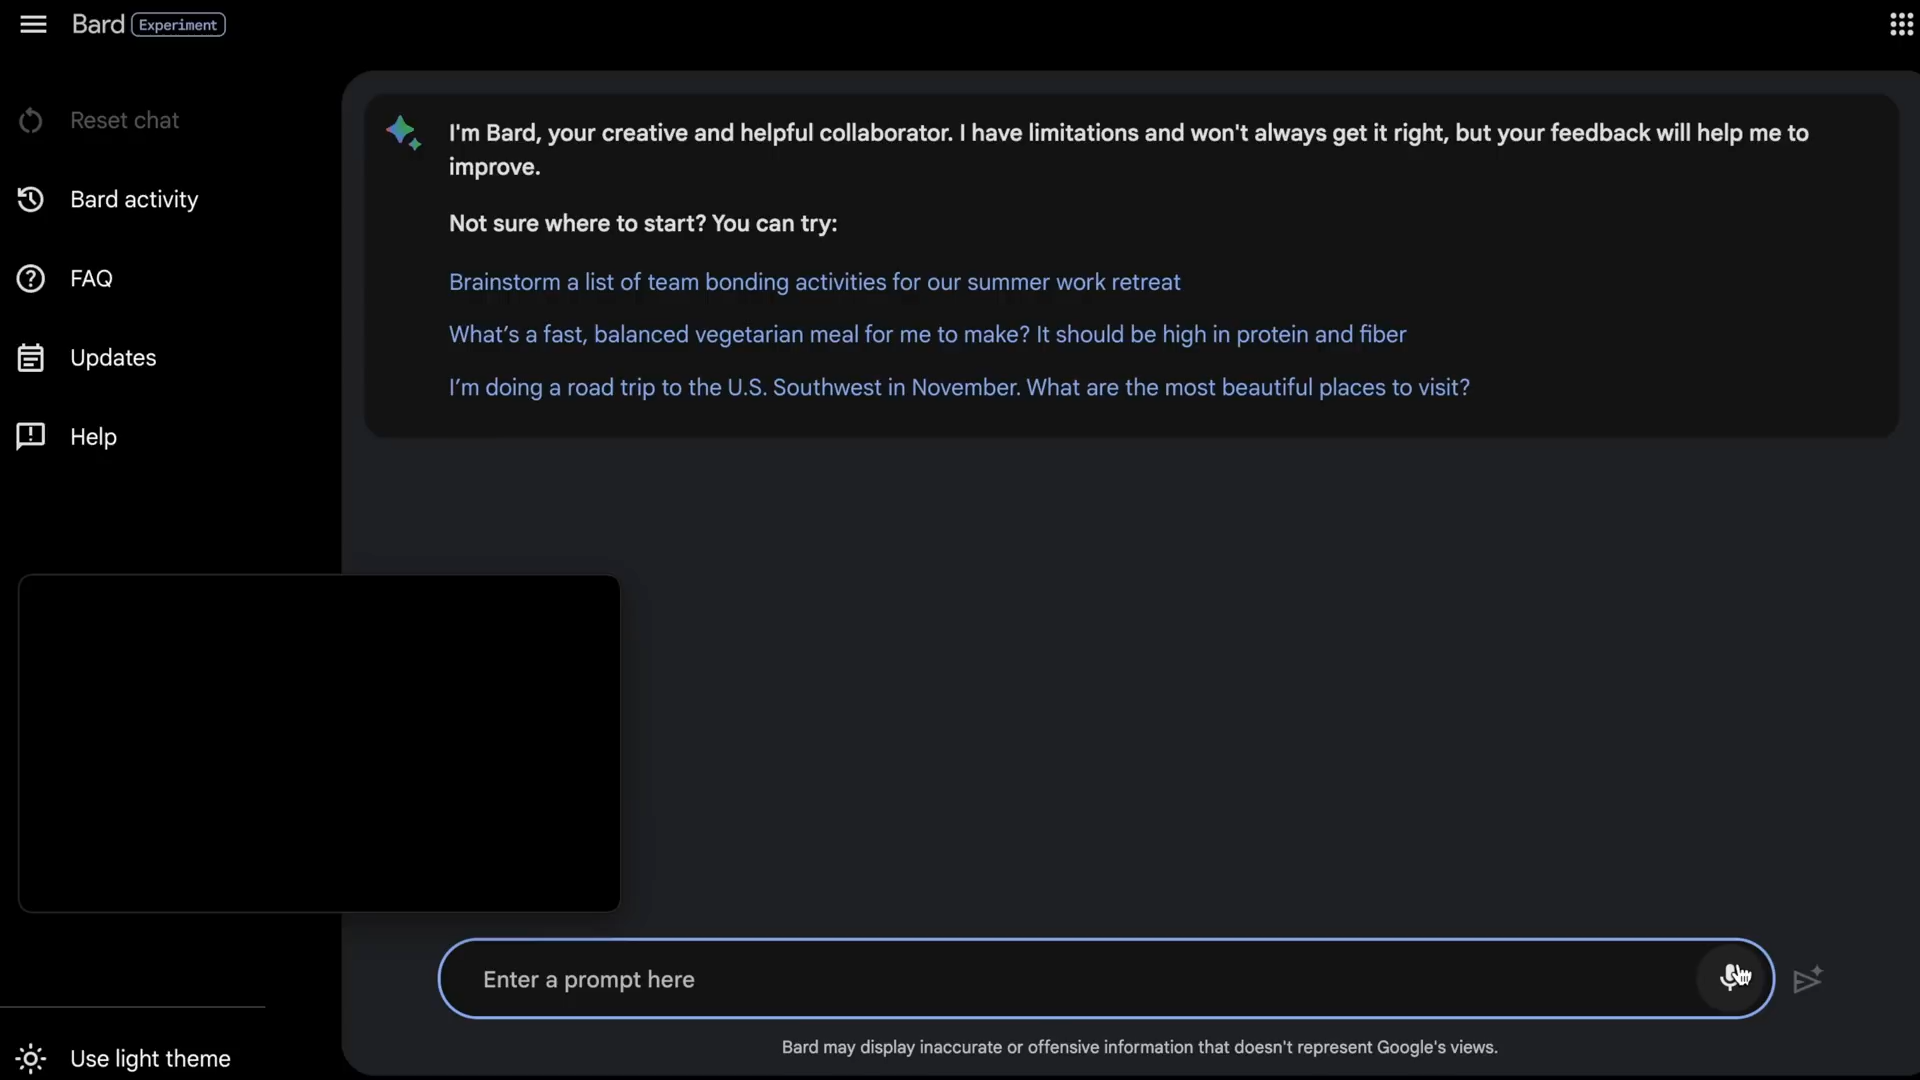 Bard Experiment
Reset chat
Bard activity
FAQ
Updates
Help
I'm Bard, your creative and helpful collaborator. I have limitations and won't always get it right, but your feedback will help me to
improve.
Not sure where to start? You can try:
Brainstorm a list of team bonding activities for our summer work retreat
What’s a fast, balanced vegetarian meal for me to make? It should be high in protein and fiber
I’m doing a road trip to the U.S. Southwest in November. What are the most beautiful places to visit?
Enter a prompt here
Bard may display inaccurate or offensive information that doesn't represent Google's views.
Use light theme